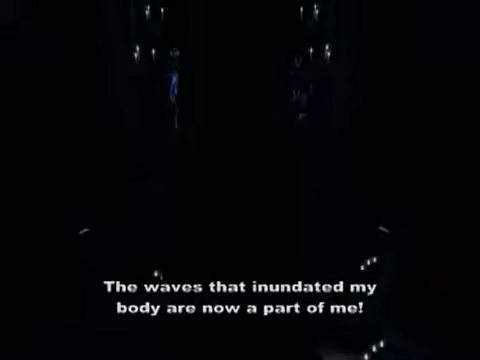 The waves that inundated my
body are now a part of me!